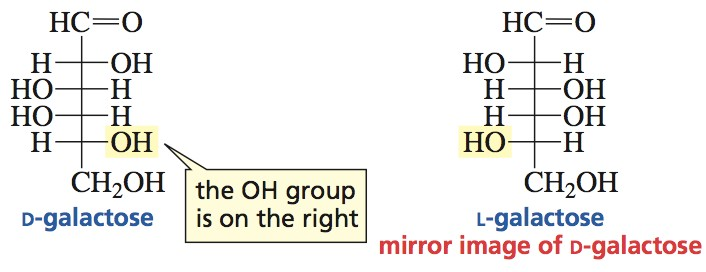 HC=O
H OH
HO H
HO H
H OH
CH₂OH
D-galactose
the OH group
is on the right
HC=O
HO H
H OH
H OH
HO H
CH₂OH
L-galactose
mirror image of D-galactose